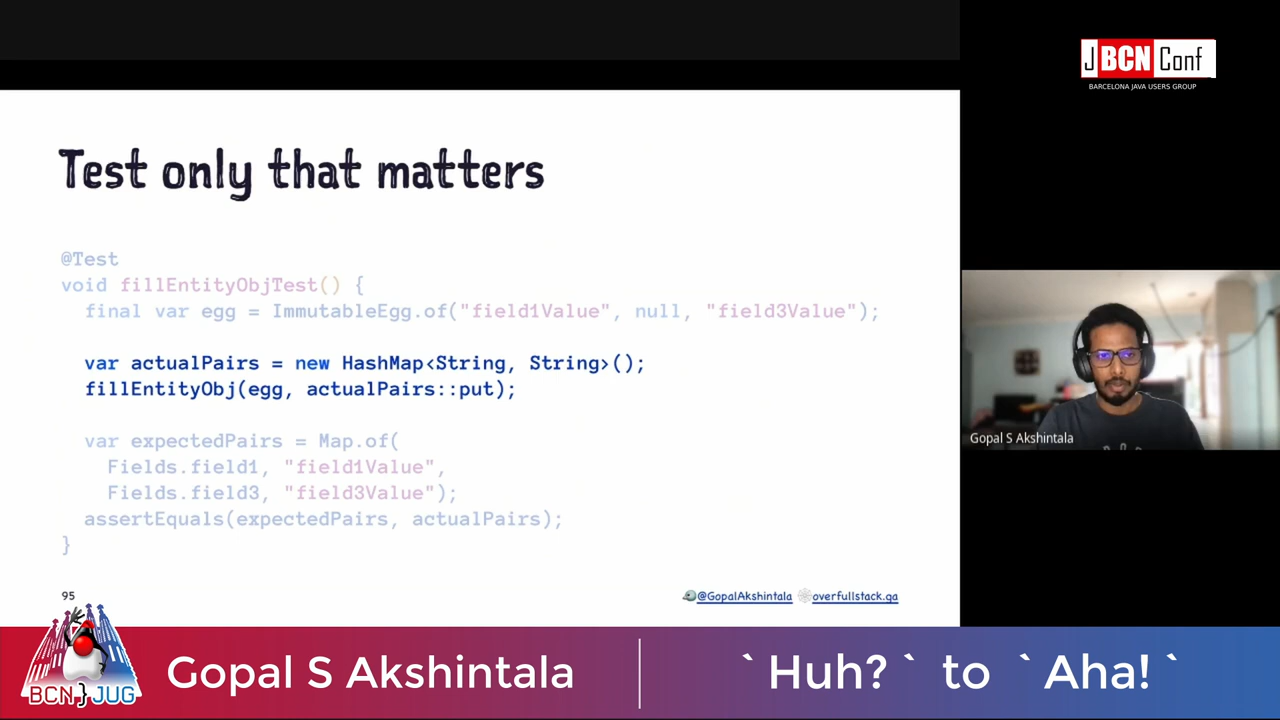 JBCNConf
BARCELONA JAVA USERS GROUP
Test only that matters
@Test
void fillEntityObjTest() {
final var egg = ImmutableEgg.of("field1Value", null, "field3Value");
var actualPairs = new HashMap<String, String>();
fillEntityObj(egg, actualPairs::put);
var expectedPairs = Map.of(
Fields.field1, "field1Value",
Fields.field3, "field3Value");
assertEquals(expectedPairs, actualPairs);
}
Gopal S Akshintala
95
@GopalAkshintala overfullstack.ga
BCN}JUG
Gopal S Akshintala
`Huh?` to `Aha!`